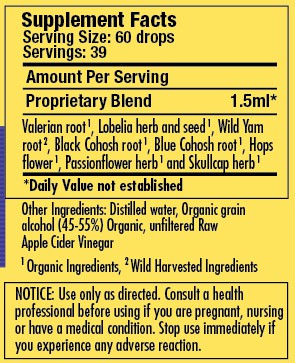 Supplement Facts
Serving Size: 60 drops
Servings: 39
Amount Per Serving
Proprietary Blend 1.5ml*
Valerian root¹, Lobelia herb and seed¹, Wild Yam
root², Black Cohosh root¹, Blue Cohosh root¹, Hops
flower¹, Passionflower herb¹ and Skullcap herb¹
*Daily Value not established
Other Ingredients: Distilled water, Organic grain
alcohol (45-55%) Organic, unfiltered Raw
Apple Cider Vinegar
¹ Organic Ingredients, ² Wild Harvested Ingredients
NOTICE: Use only as directed. Consult a health
professional before using if you are pregnant, nursing
or have a medical condition. Stop use immediately if
you experience any adverse reaction.